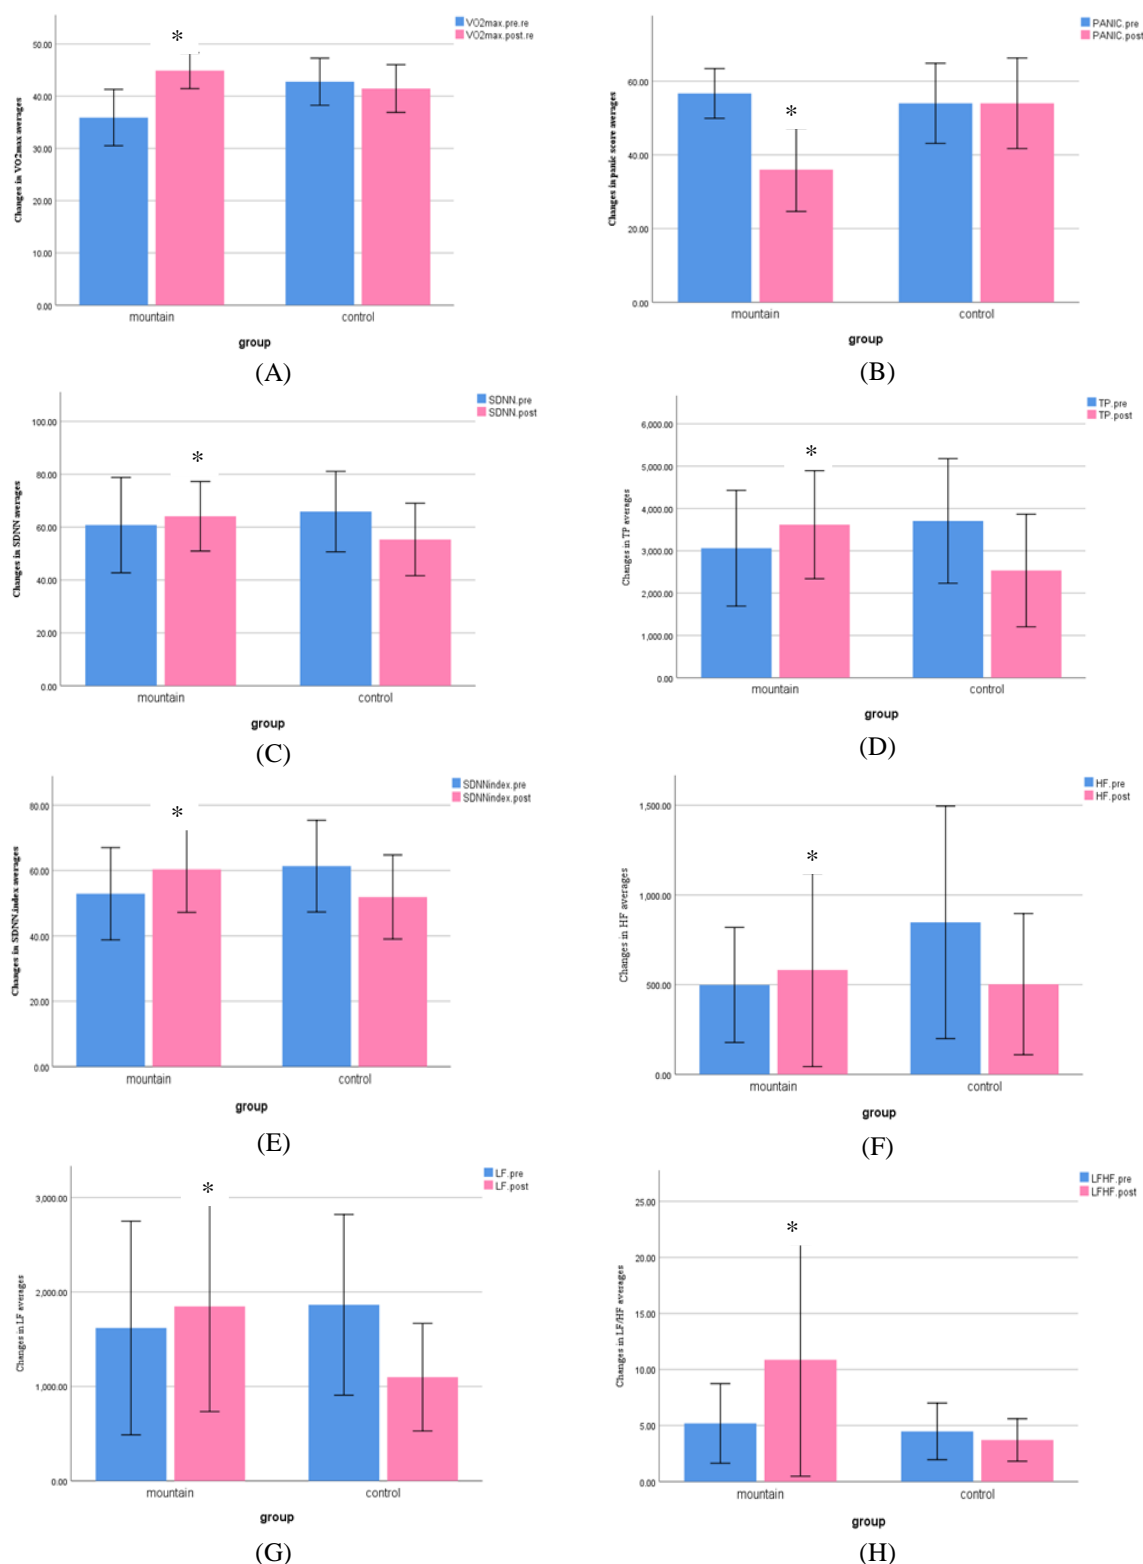 VO2max.pre.re
VO2max.post.re
*
50.00
40.00
30.00
20.00
10.00
0.00
Changes in VO2max averages
mountain
control
group
(A)
PANIC.pre
PANIC.post
*
60.00
40.00
20.00
0.00
Changes in panic score averages
mountain
control
group
(B)
SDNN.pre
SDNN.post
*
100.00
80.00
60.00
40.00
20.00
0.00
Changes in SDNN averages
mountain
control
group
(C)
TP.pre
TP.post
*
6,000.00
5,000.00
4,000.00
3,000.00
2,000.00
1,000.00
0.00
Changes in TP averages
mountain
control
group
(D)
SDNNindex.pre
SDNNindex.post
*
80.00
60.00
40.00
20.00
0.00
Changes in SDNN.index averages
mountain
control
group
(E)
HF.pre
HF.post
*
1,500.00
1,000.00
500.00
0.00
Changes in HF averages
mountain
control
group
(F)
LF.pre
LF.post
*
3,000.00
2,000.00
1,000.00
0.00
Changes in LF averages
mountain
control
group
(G)
LFHF.pre
LFHF.post
*
25.00
20.00
15.00
10.00
5.00
0.00
Changes in LF/HF averages
mountain
control
group
(H)